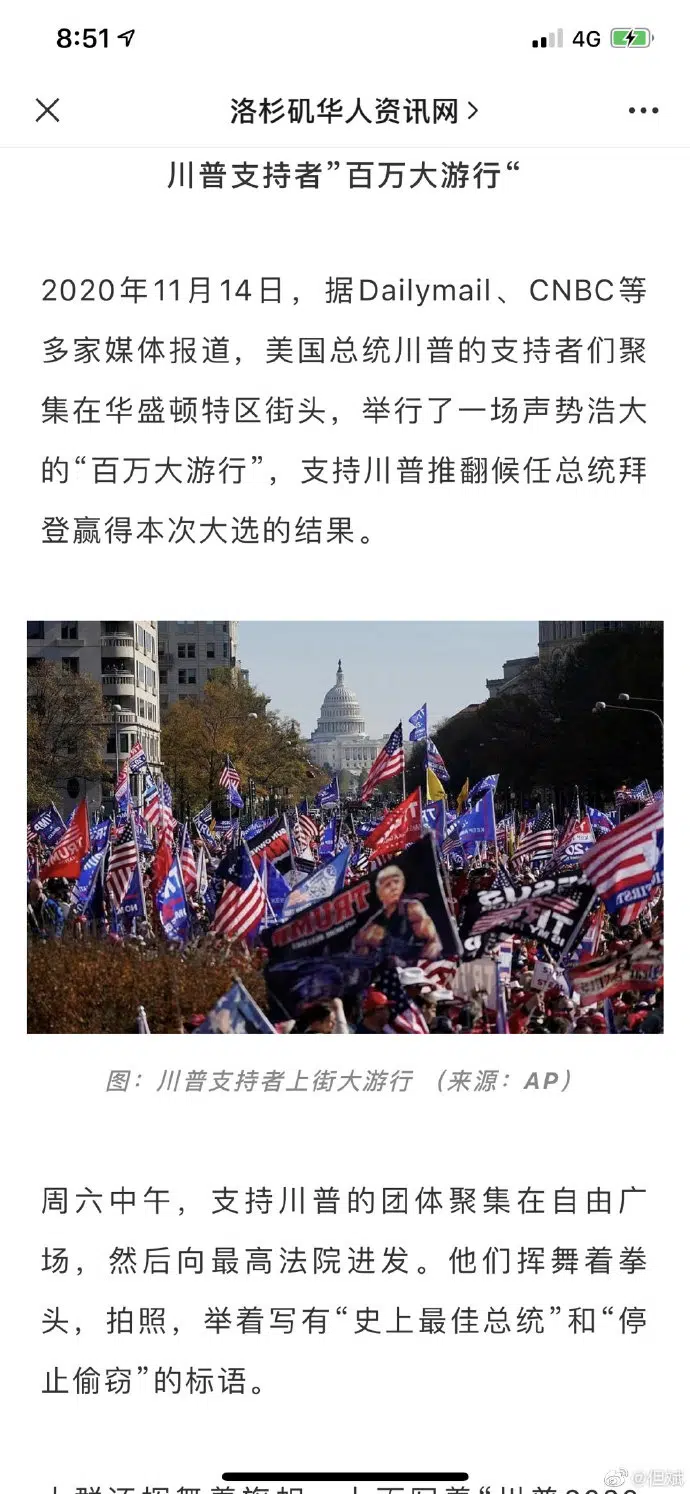 8:51
4G
洛杉矶华人资讯网
川普支持者”百万大游行“
2020年11月14日，据Dailymail、CNBC等
多家媒体报道，美国总统川普的支持者们聚
集在华盛顿特区街头，举行了一场声势浩大
的“百万大游行”，支持川普推翻候任总统拜
登赢得本次大选的结果。
TRUMP
JESUS
FIRST
图：川普支持者上街大游行 （来源：AP）
周六中午，支持川普的团体聚集在自由广
场，然后向最高法院进发。他们挥舞着拳
头，拍照，举着写有“史上最佳总统”和“停
止偷窃”的标语。
@但斌